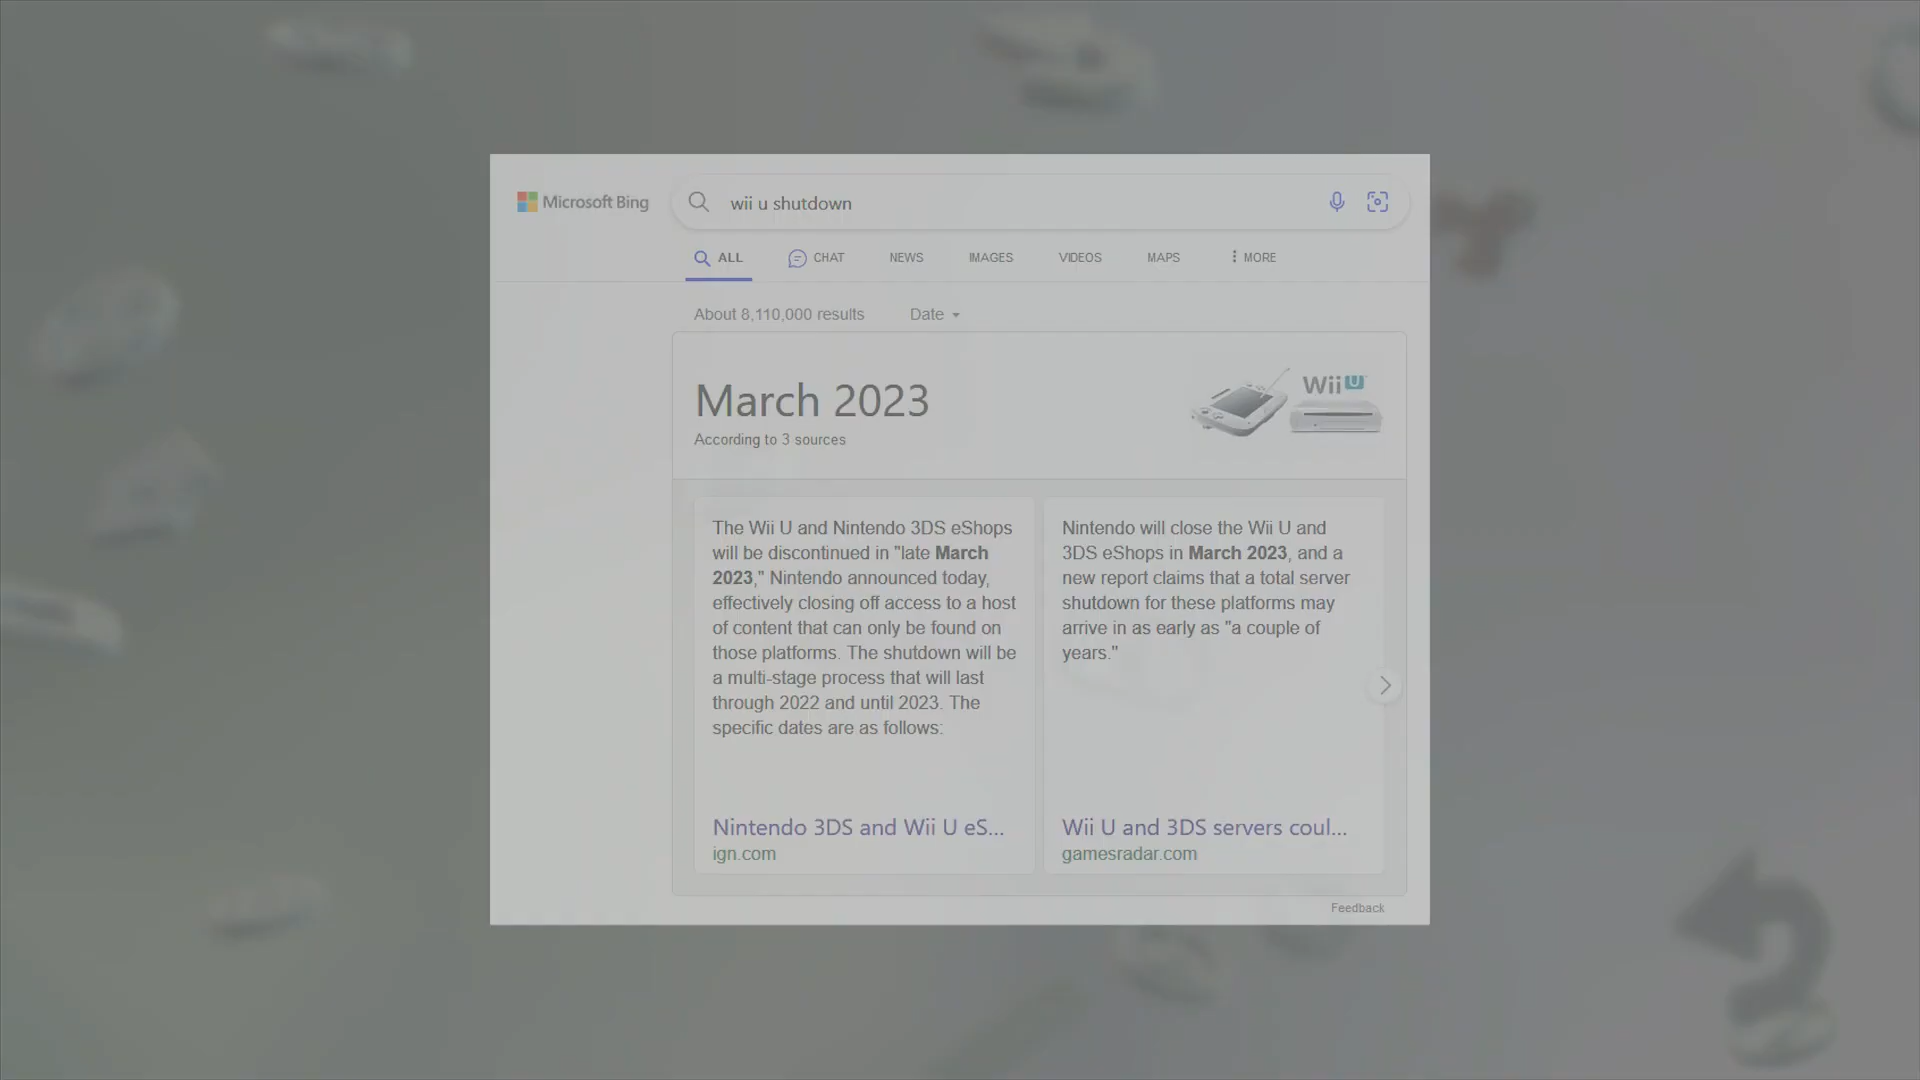 Microsoft Bing
wii u shutdown
ALL CHAT NEWS IMAGES VIDEOS MAPS MORE
About 8,110,000 results Date
March 2023
According to 3 sources
Wii U
The Wii U and Nintendo 3DS eShops
will be discontinued in "late March
2023," Nintendo announced today,
effectively closing off access to a host
of content that can only be found on
those platforms. The shutdown will be
a multi-stage process that will last
through 2022 and until 2023. The
specific dates are as follows:
Nintendo 3DS and Wii U eS...
ign.com
Nintendo will close the Wii U and
3DS eShops in March 2023, and a
new report claims that a total server
shutdown for these platforms may
arrive in as early as "a couple of
years."
Wii U and 3DS servers coul...
gamesradar.com
Feedback